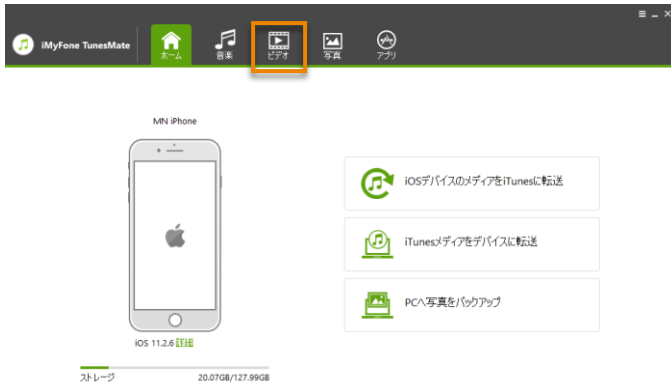 iMyFone TunesMate
ホーム
音楽
ビデオ
写真
アプリ
MN iPhone
iOSデバイスのメディアをiTunesに転送
iTunesメディアをデバイスに転送
PCへ写真をバックアップ
iOS 11.2.6 詳細
ストレージ 20.07GB/127.99GB